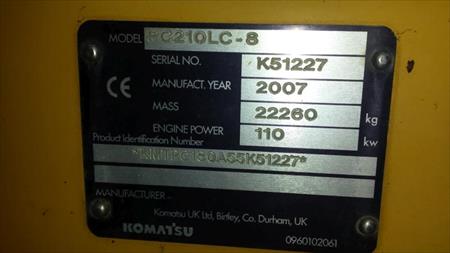 MODEL PC210LC-8
SERIAL NO. K51227
MANUFACT. YEAR 2007
MASS 22260 kg
ENGINE POWER 110 kw
Product Identification Number
MANUFACTURER –
Komatsu UK Ltd, Birtley, Co. Durham, UK
KOMATSU 0960102061
CE